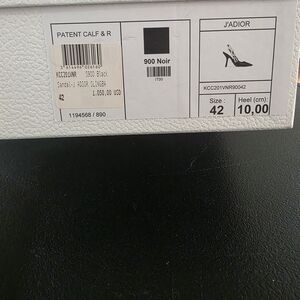 PATENT CALF & R
KCC201VNR S900 Black
42 1.050,00 USD
1194568 / 890
900 Noir
J'ADIOR
KCC201VNR90042
Size :
42
Heel (cm):
10,00